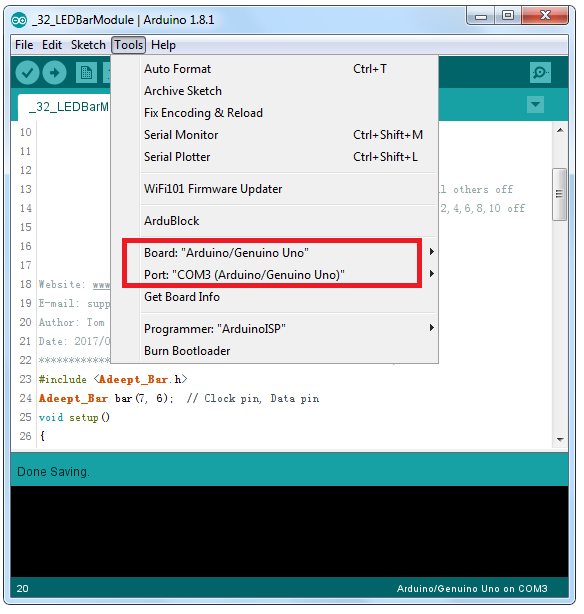 _32_LEDBarModule | Arduino 1.8.1
File Edit Sketch Tools Help
Auto Format Ctrl+T
_32_LEDBarM
Archive Sketch
Fix Encoding & Reload
10
Serial Monitor Ctrl+Shift+M
11
Serial Plotter Ctrl+Shift+L
12
13 WiFi101 Firmware Updater l others off
14 2,4,6,8,10 off
15 ArduBlock
16 Board: "Arduino/Genuino Uno"
17 Port: "COM3 (Arduino/Genuino Uno)"
18 Website: www
Get Board Info
19 E-mail: supp
20 Author: Tom
Programmer: "ArduinoISP"
21 Date: 2017/0
Burn Bootloader
22 *************
23 #include <Adeept_Bar.h>
24 Adeept_Bar bar(7, 6); // Clock pin, Data pin
25 void setup()
26 {
Done Saving.
20 Arduino/Genuino Uno on COM3